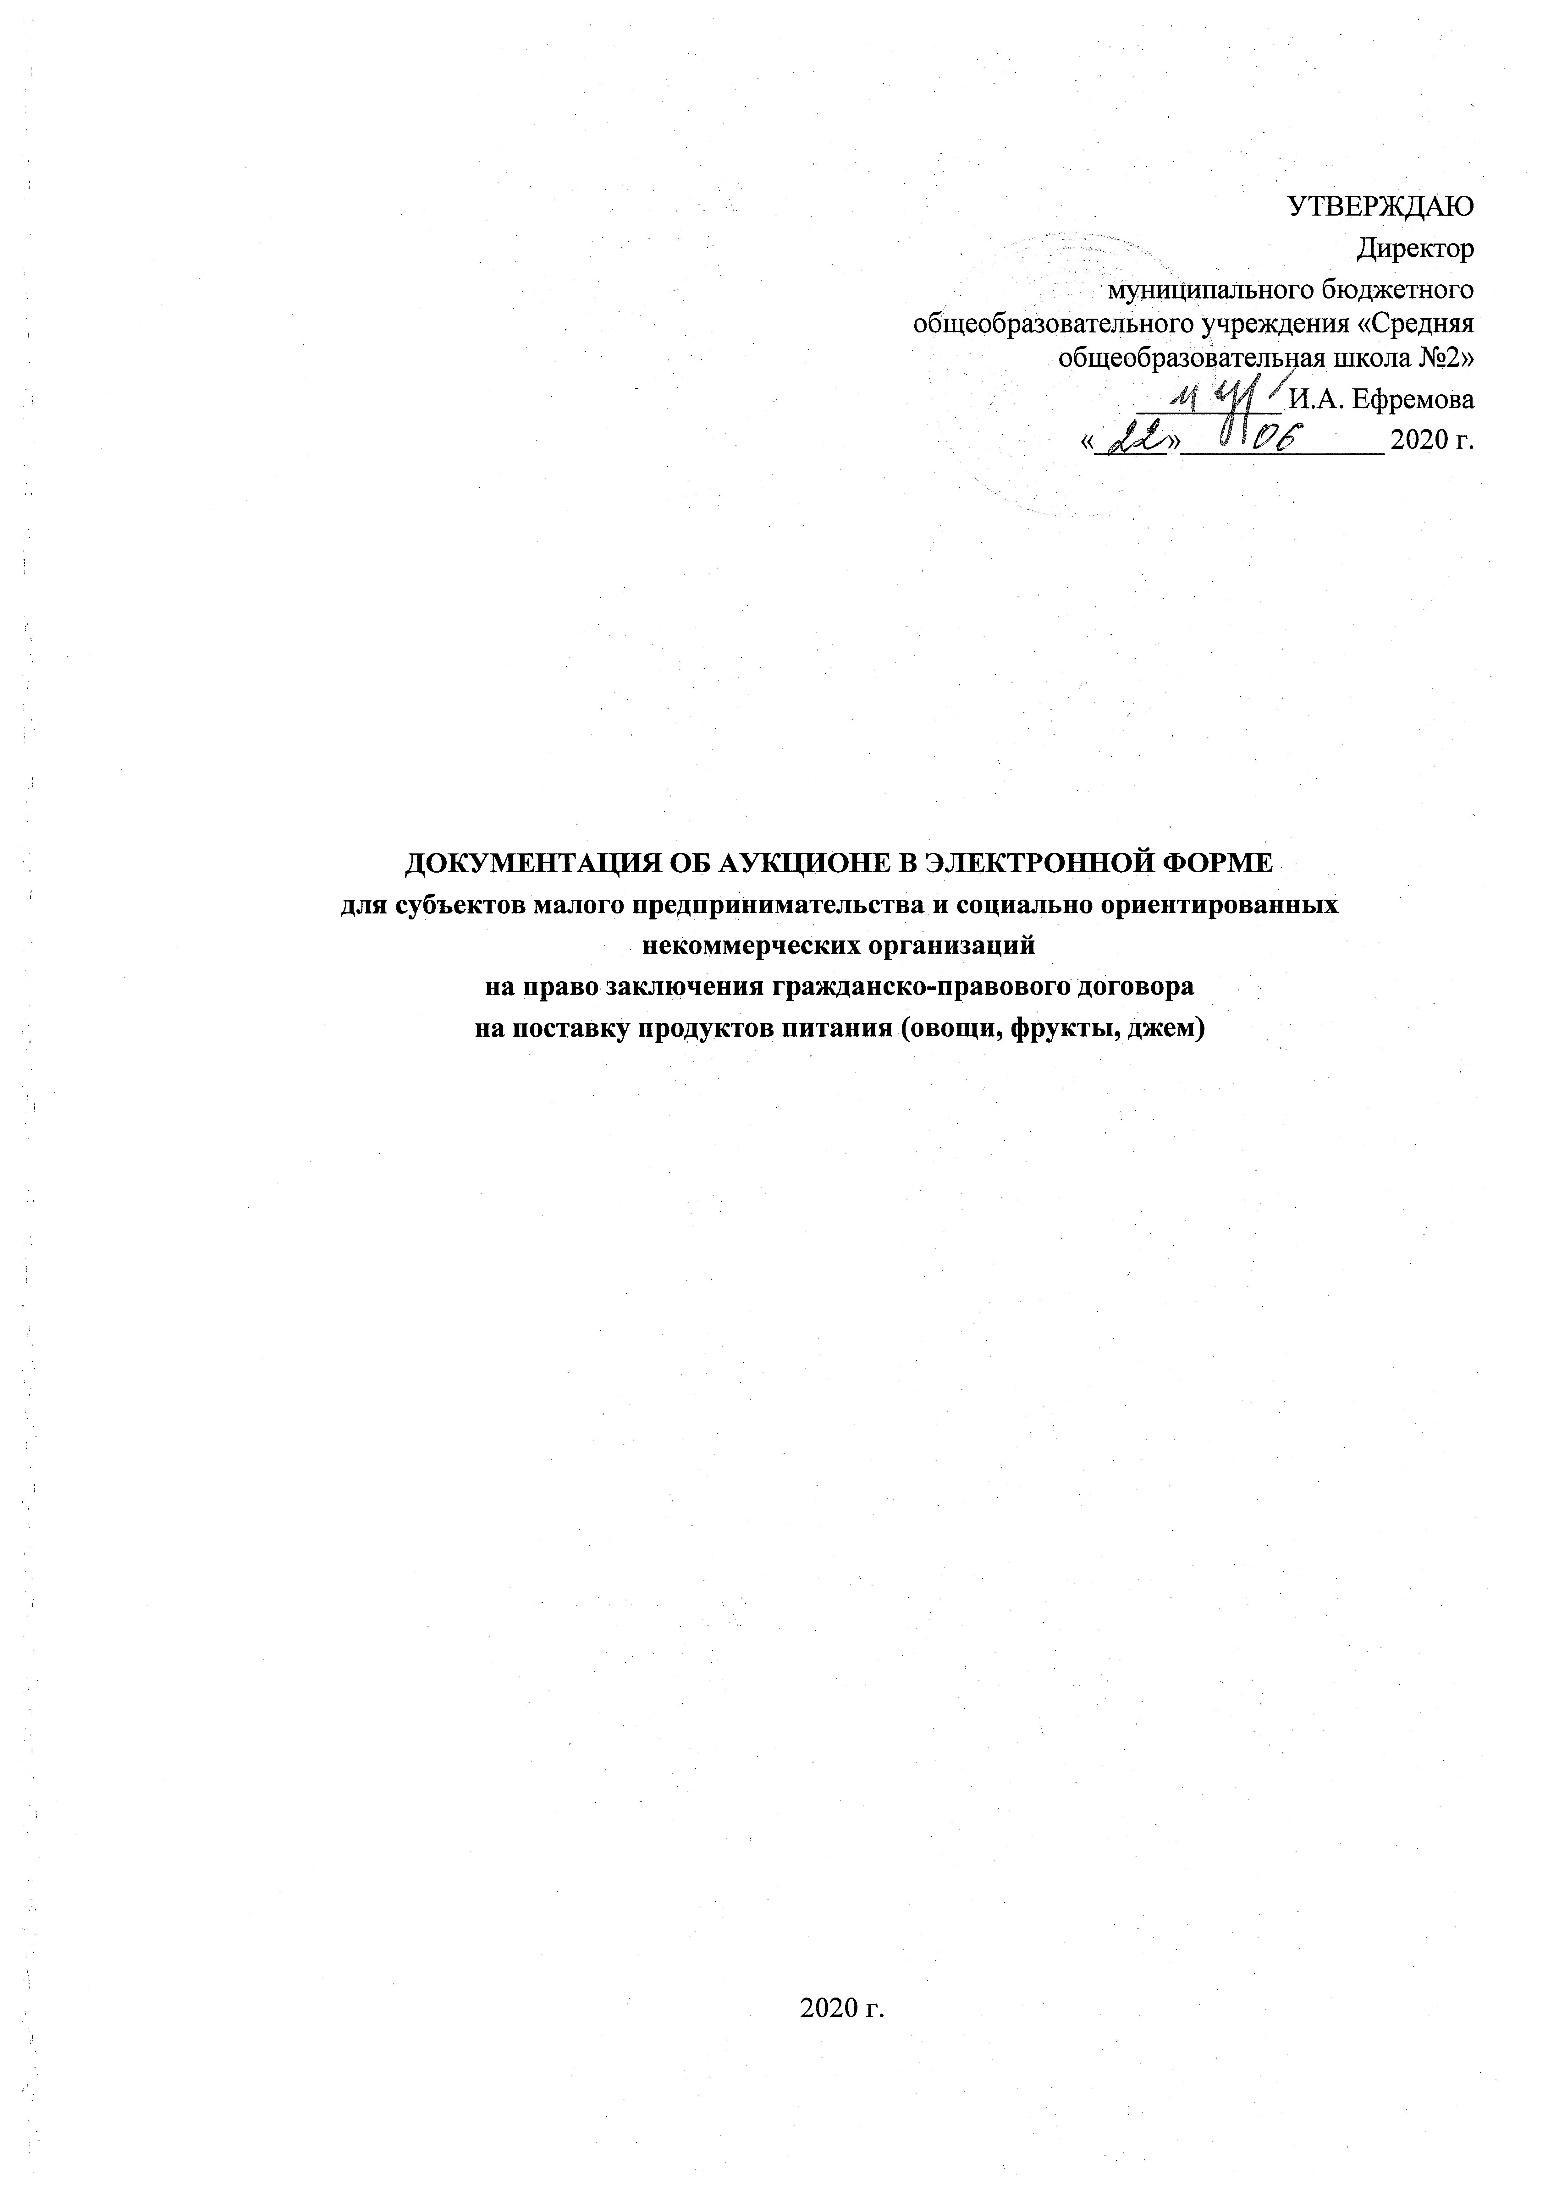 УТВЕРЖДАЮ
Директор
муниципального бюджетного
общеобразовательного учреждения «Средняя
общеобразовательная школа №2»
__________ И.А. Ефремова
«22» 06 2020 г.
ДОКУМЕНТАЦИЯ ОБ АУКЦИОНЕ В ЭЛЕКТРОННОЙ ФОРМЕ
для субъектов малого предпринимательства и социально ориентированных
некоммерческих организаций
на право заключения гражданско-правового договора
на поставку продуктов питания (овощи, фрукты, джем)
2020 г.